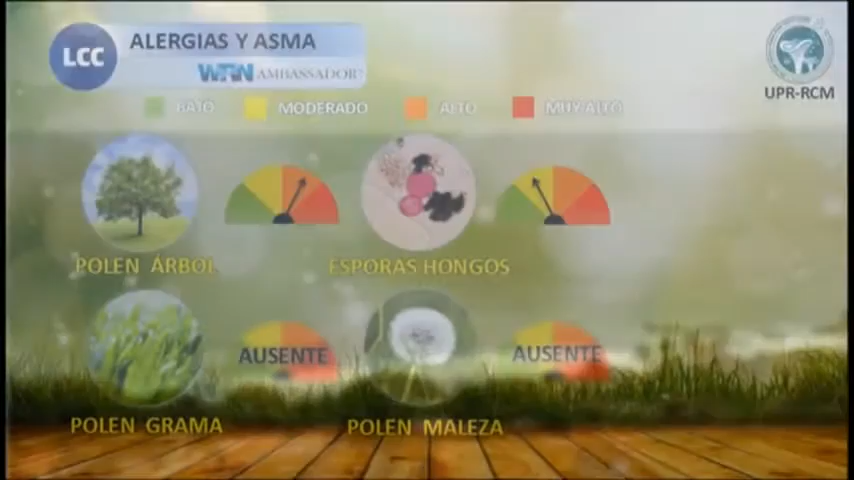 LCC
ALERGIAS Y ASMA
WRN AMBASSADOR
UPR-RCM
BAJO MODERADO ALTO MUY ALTO
POLEN ÁRBOL
ESPORAS HONGOS
AUSENTE
AUSENTE
POLEN GRAMA
POLEN MALEZA